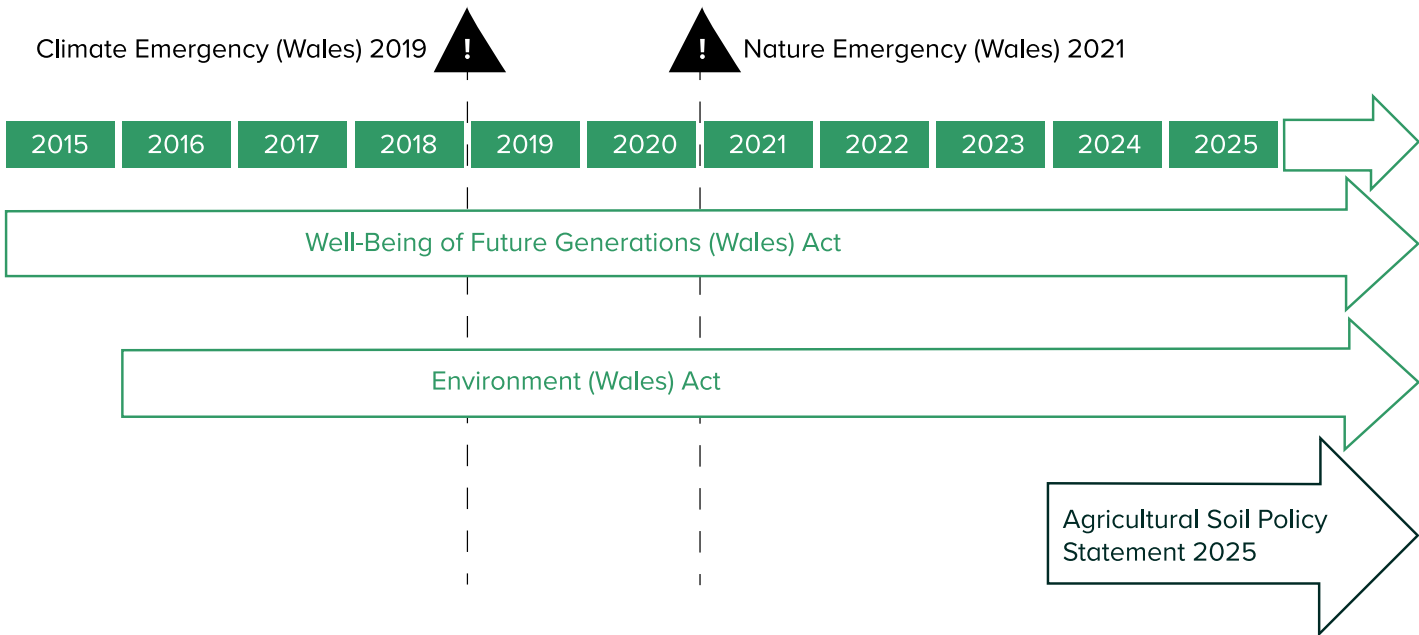 Climate Emergency (Wales) 2019
!
!
Nature Emergency (Wales) 2021
2015 2016 2017 2018 2019 2020 2021 2022 2023 2024 2025
Well-Being of Future Generations (Wales) Act
Environment (Wales) Act
Agricultural Soil Policy
Statement 2025